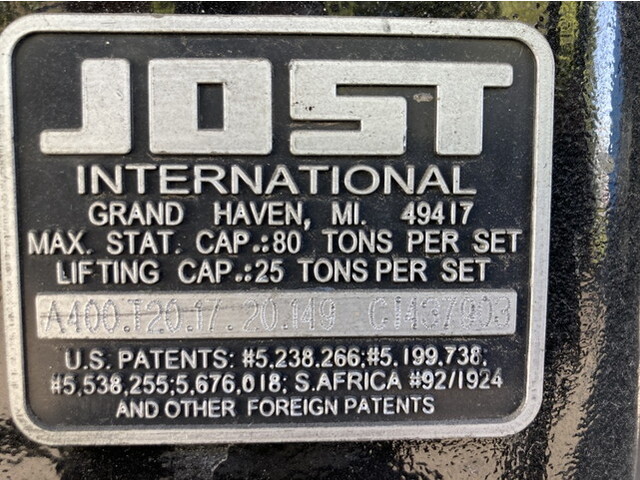 JOST
INTERNATIONAL
GRAND HAVEN, MI. 49417
MAX. STAT. CAP.:80 TONS PER SET
LIFTING CAP.:25 TONS PER SET
A400.T20.17.20.149 C1437903
U.S. PATENTS: #5,238,266;#5,199,738;
#5,538,255;5,676,018; S.AFRICA #92/1924
AND OTHER FOREIGN PATENTS